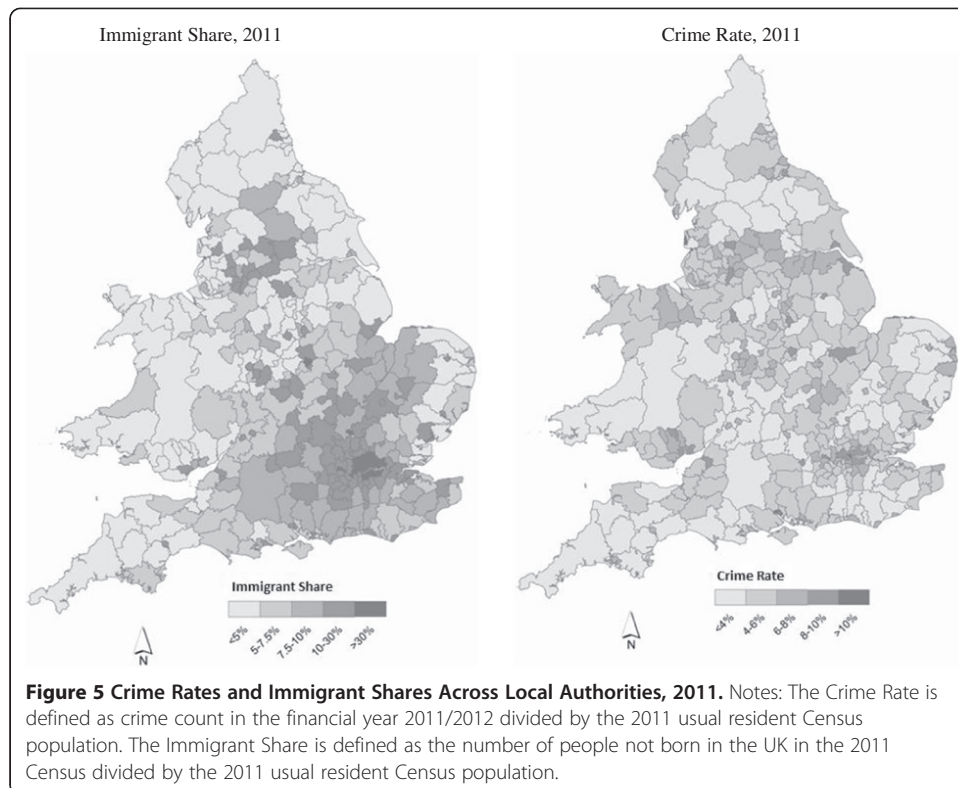 Immigrant Share, 2011
Crime Rate, 2011
Immigrant Share
<5%
5-7.5%
7.5-10%
10-30%
>30%
N
Crime Rate
<4%
4-6%
6-8%
8-10%
>10%
N
Figure 5 Crime Rates and Immigrant Shares Across Local Authorities, 2011. Notes: The Crime Rate is
defined as crime count in the financial year 2011/2012 divided by the 2011 usual resident Census
population. The Immigrant Share is defined as the number of people not born in the UK in the 2011
Census divided by the 2011 usual resident Census population.